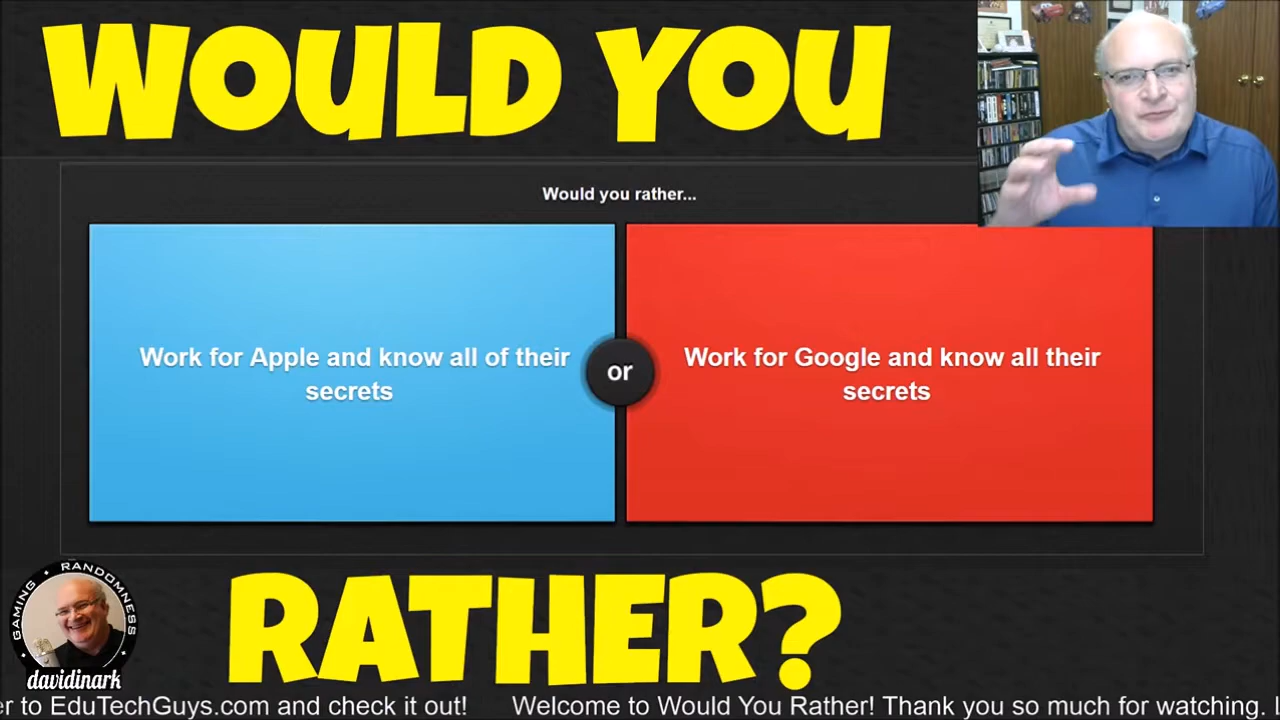 WOULD YOU
Would you rather...
Work for Apple and know all of their
secrets
or
Work for Google and know all their
secrets
GAMING • RANDOMNESS
davidinark
RATHER?
to EduTechGuys.com and check it out! Welcome to Would You Rather! Thank you so much for watching.